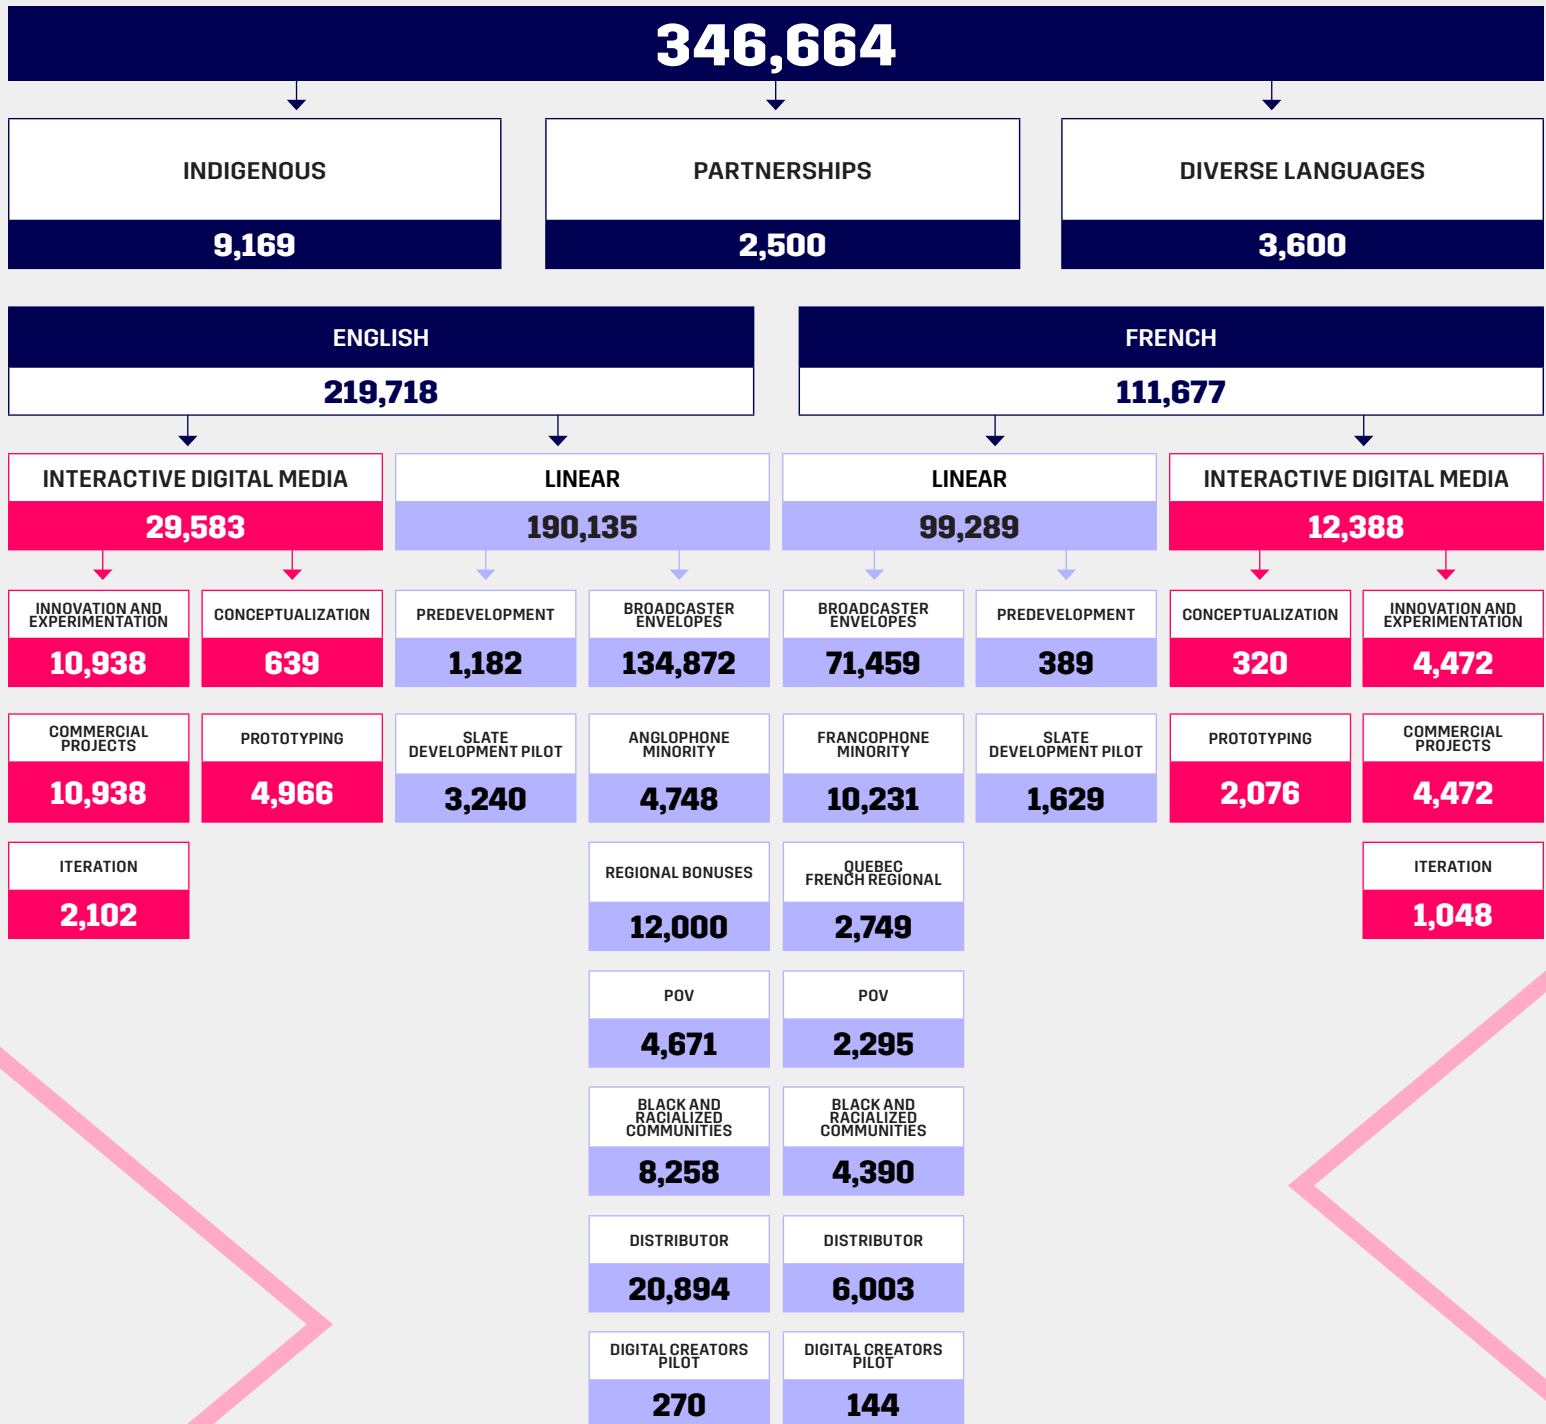 346,664
INDIGENOUS
9,169
PARTNERSHIPS
2,500
DIVERSE LANGUAGES
3,600
ENGLISH
219,718
FRENCH
111,677
INTERACTIVE DIGITAL MEDIA
29,583
LINEAR
190,135
LINEAR
99,289
INTERACTIVE DIGITAL MEDIA
12,388
INNOVATION AND
EXPERIMENTATION
10,938
CONCEPTUALIZATION
639
PREDEVELOPMENT
1,182
BROADCASTER
ENVELOPES
134,872
BROADCASTER
ENVELOPES
71,459
PREDEVELOPMENT
389
CONCEPTUALIZATION
320
INNOVATION AND
EXPERIMENTATION
4,472
COMMERCIAL
PROJECTS
10,938
PROTOTYPING
4,966
SLATE
DEVELOPMENT PILOT
3,240
ANGLOPHONE
MINORITY
4,748
FRANCOPHONE
MINORITY
10,231
SLATE
DEVELOPMENT PILOT
1,629
PROTOTYPING
2,076
COMMERCIAL
PROJECTS
4,472
ITERATION
2,102
REGIONAL BONUSES
12,000
QUEBEC
FRENCH REGIONAL
2,749
ITERATION
1,048
POV
4,671
POV
2,295
BLACK AND
RACIALIZED
COMMUNITIES
8,258
BLACK AND
RACIALIZED
COMMUNITIES
4,390
DISTRIBUTOR
20,894
DISTRIBUTOR
6,003
DIGITAL CREATORS
PILOT
270
DIGITAL CREATORS
PILOT
144